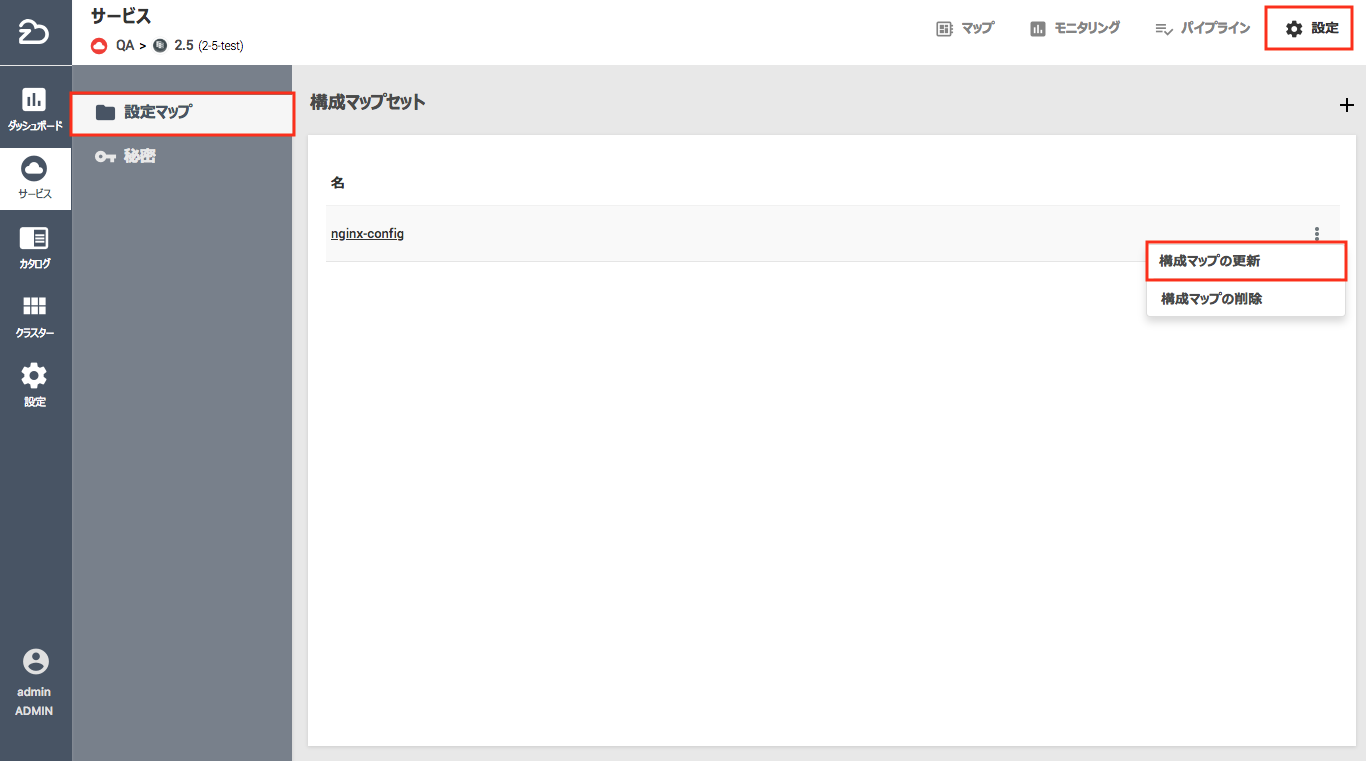 サービス
QA > 2.5 (2-5-test)
マップ
モニタリング
パイプライン
設定
ダッシュボード
サービス
カタログ
クラスター
設定
admin
ADMIN
設定マップ
秘密
構成マップセット
名
nginx-config
構成マップの更新
構成マップの削除